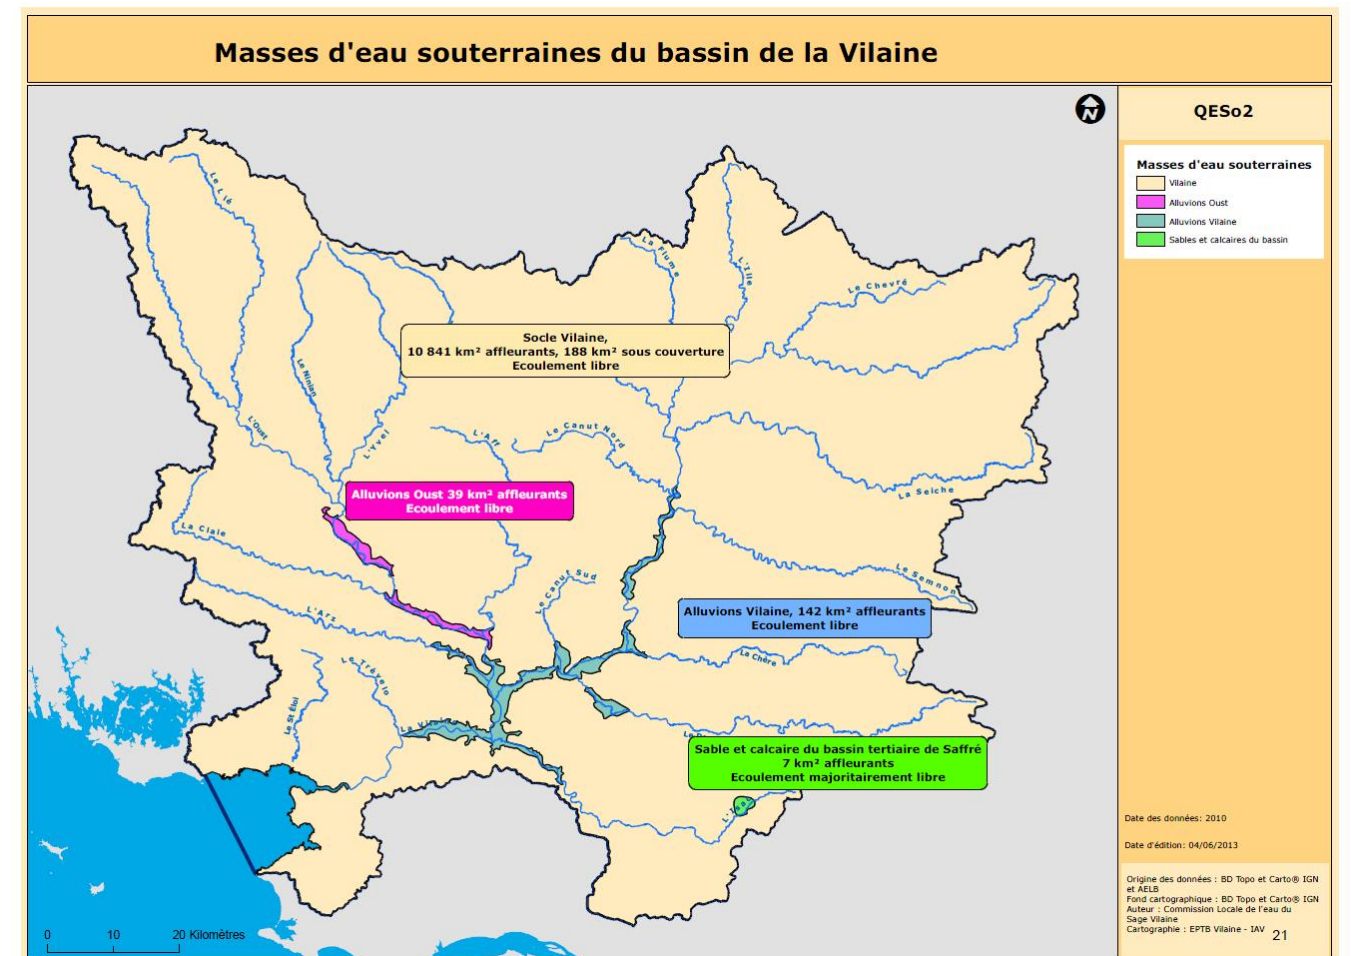 Masses d'eau souterraines du bassin de la Vilaine
N
QESo2
Masses d'eau souterraines
Vilaine
Alluvions Oust
Alluvions Vilaine
Sables et calcaires du bassin
Le Lié
La Flume
L'Ille
Le Chevré
Socle Vilaine,
10 841 km² affleurants, 188 km² sous couverture
Ecoulement libre
Le Ninian
L'Oust
L'Yvel
L'Aff
Le Canut Nord
La Seiche
Alluvions Oust 39 km² affleurants
Ecoulement libre
La Claie
Le Semnon
Le Canut Sud
L'Arz
Alluvions Vilaine, 142 km² affleurants
Ecoulement libre
La Chère
Le Trévelo
La St Éloi
La Vilaine
Sable et calcaire du bassin tertiaire de Saffré
7 km² affleurants
Ecoulement majoritairement libre
Date des données: 2010
Date d'édition: 04/06/2013
Origine des données : BD Topo et Carto® IGN
et AELB
Fond cartographique : BD Topo et Carto® IGN
Auteur : Commission Locale de l'eau du
Sage Vilaine
Cartographie : EPTB Vilaine - IAV
21
0 10 20 Kilomètres